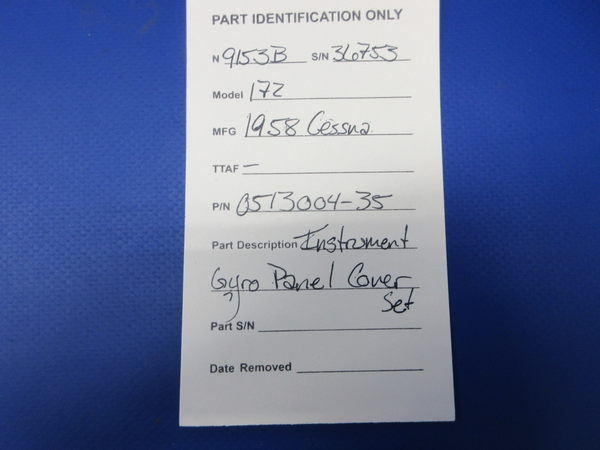 PART IDENTIFICATION ONLY
N 9153B S/N 36753
Model 172
MFG 1958 Cessna
TTAF —
P/N 0513004-35
Part Description Instrument
Gyro Panel Cover
Set
Part S/N
Date Removed